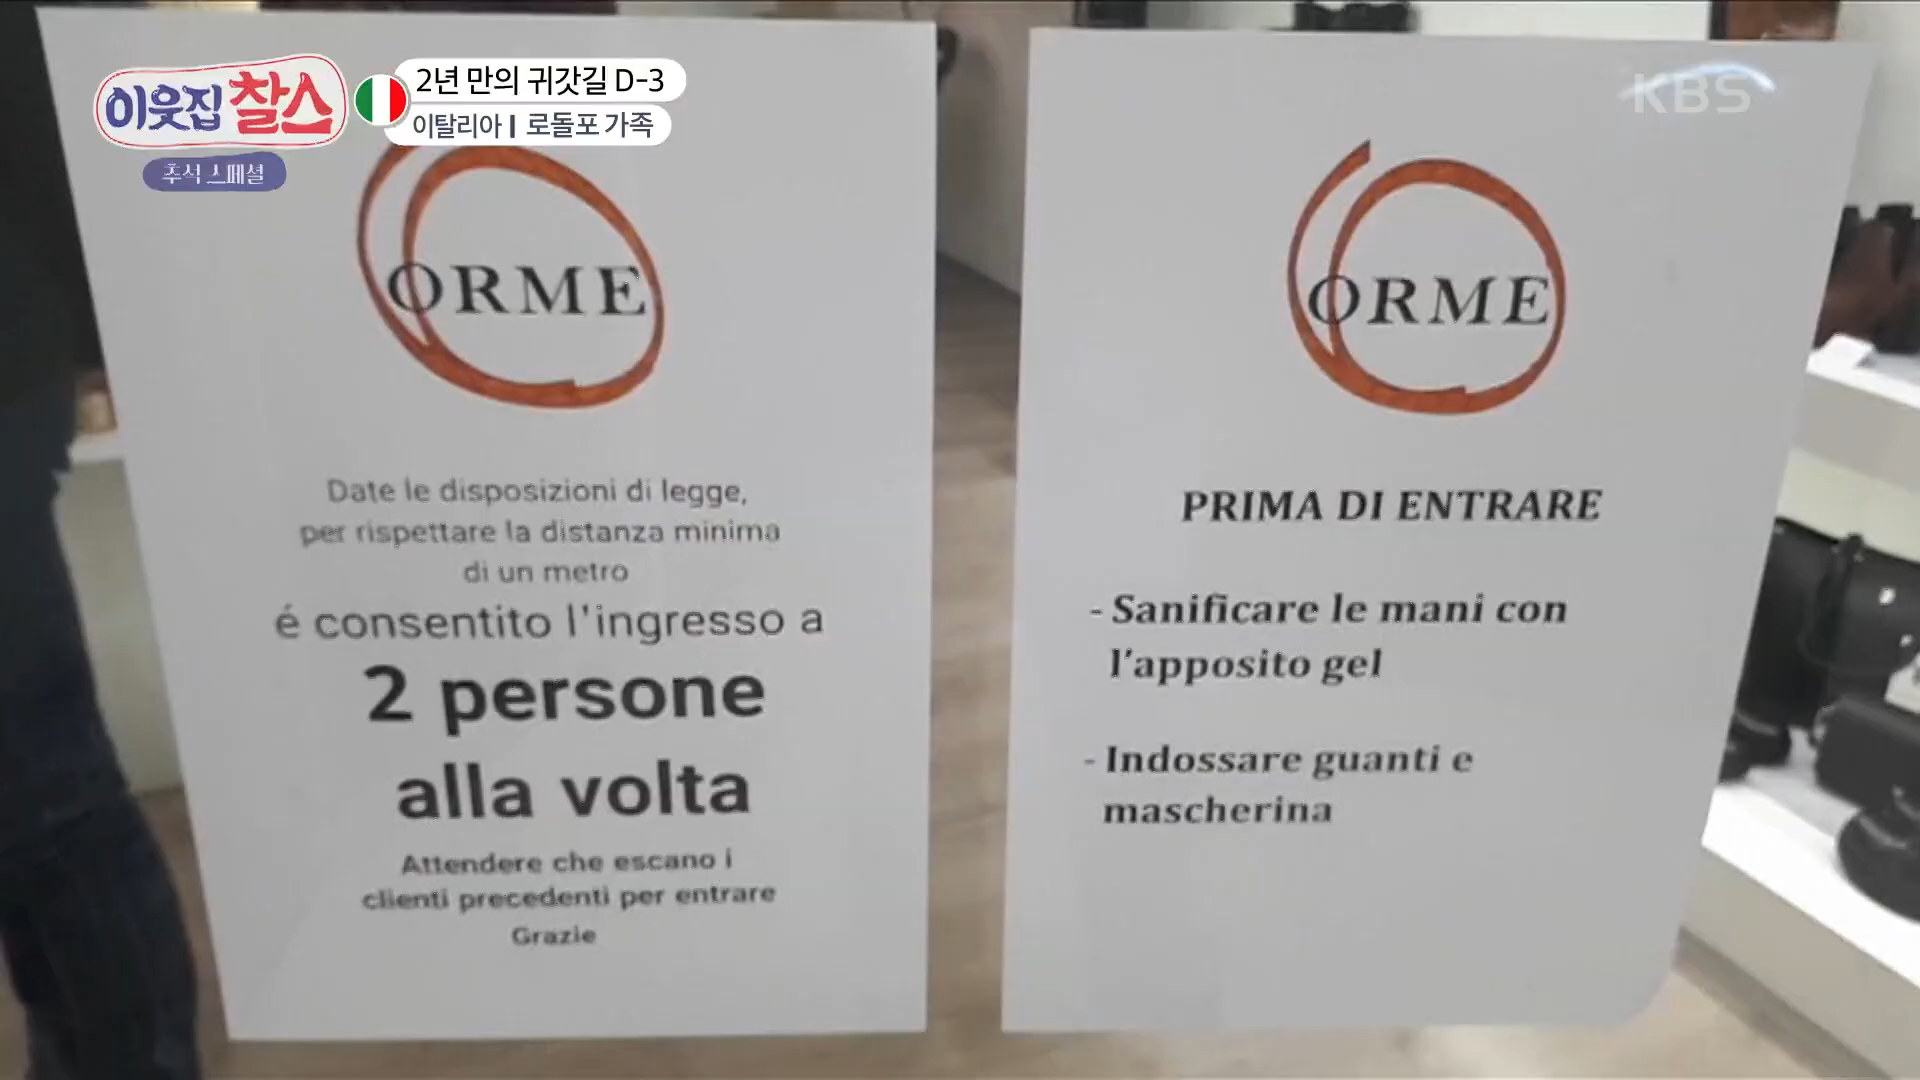 이웃집 찰스
추석 스페셜
2년 만의 귀갓길 D-3
이탈리아 | 로돌포 가족
KBS
ORME
Date le disposizioni di legge,
per rispettare la distanza minima
di un metro
é consentito l'ingresso a
2 persone
alla volta
Attendere che escano i
clienti precedenti per entrare
Grazie
ORME
PRIMA DI ENTRARE
- Sanificare le mani con
l'apposito gel
- Indossare guanti e
mascherina